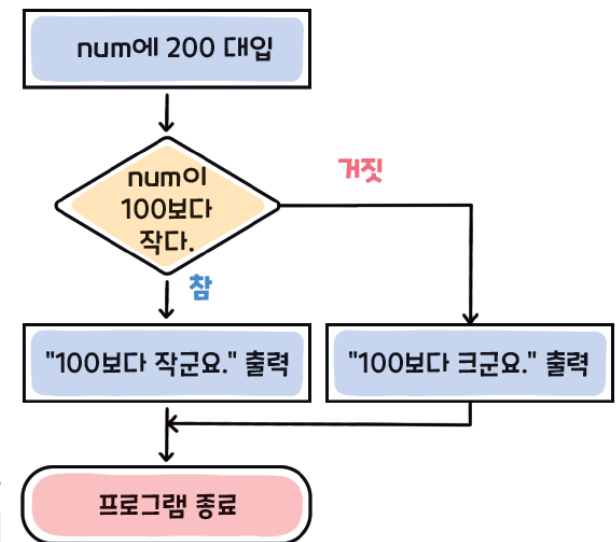 num에 200 대입
거짓
num이
100보다
작다.
참
"100보다 작군요." 출력
"100보다 크군요." 출력
프로그램 종료